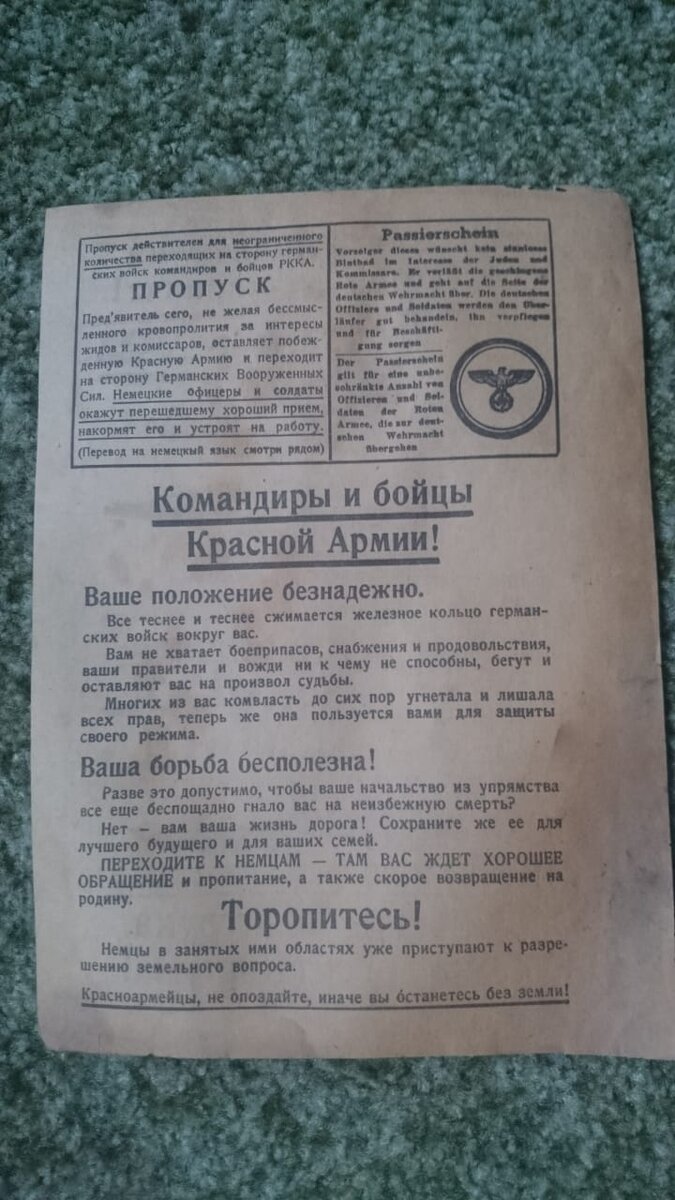 Пропуск действителен для неограниченного
количества переходящих на сторону герман-
ских войск командиров и бойцов РККА.
ПРОПУСК
Пред'явитель сего, не желая бессмыс-
ленного кровопролития за интересы
жидов и комиссаров, оставляет побеж-
денную Красную Армию и переходит
на сторону Германских Вооруженных
Сил. Немецкие офицеры и солдаты
окажут перешедшему хороший прием,
накормят его и устроят на работу.
(Перевод на немецкий язык смотри рядом)
Passierschein
Vorzeiger dieses wünscht kein sinnloses
Blutbad im Interesse der Juden und
Kommissare. Er verläßt die geschlagene
Rote Armee und geht auf die Seite der
deutschen Wehrmacht über. Die deutschen
Offiziere und Soldaten werden den Über-
läufer gut behandeln, ihn verpflegen
und für Beschäfti-
gung sorgen
Der Passierschein
gilt für eine unbe-
schränkte Anzahl von
Offizieren und Sol-
daten der Roten
Armee, die zur deut-
schen Wehrmacht
übergehen
Командиры и бойцы
Красной Армии!
Ваше положение безнадежно.
Все теснее и теснее сжимается железное кольцо герман-
ских войск вокруг вас.
Вам не хватает боеприпасов, снабжения и продовольствия,
ваши правители и вожди ни к чему не способны, бегут и
оставляют вас на произвол судьбы.
Многих из вас комвласть до сих пор угнетала и лишала
всех прав, теперь же она пользуется вами для защиты
своего режима.
Ваша борьба бесполезна!
Разве это допустимо, чтобы ваше начальство из упрямства
все еще беспощадно гнало вас на неизбежную смерть?
Нет – вам ваша жизнь дорога! Сохраните же ее для
лучшего будущего и для ваших семей.
ПЕРЕХОДИТЕ К НЕМЦАМ — ТАМ ВАС ЖДЕТ ХОРОШЕЕ
ОБРАЩЕНИЕ и пропитание, а также скорое возвращение на
родину.
Торопитесь!
Немцы в занятых ими областях уже приступают к разре-
шению земельного вопроса.
Красноармейцы, не опоздайте, иначе вы останетесь без земли!